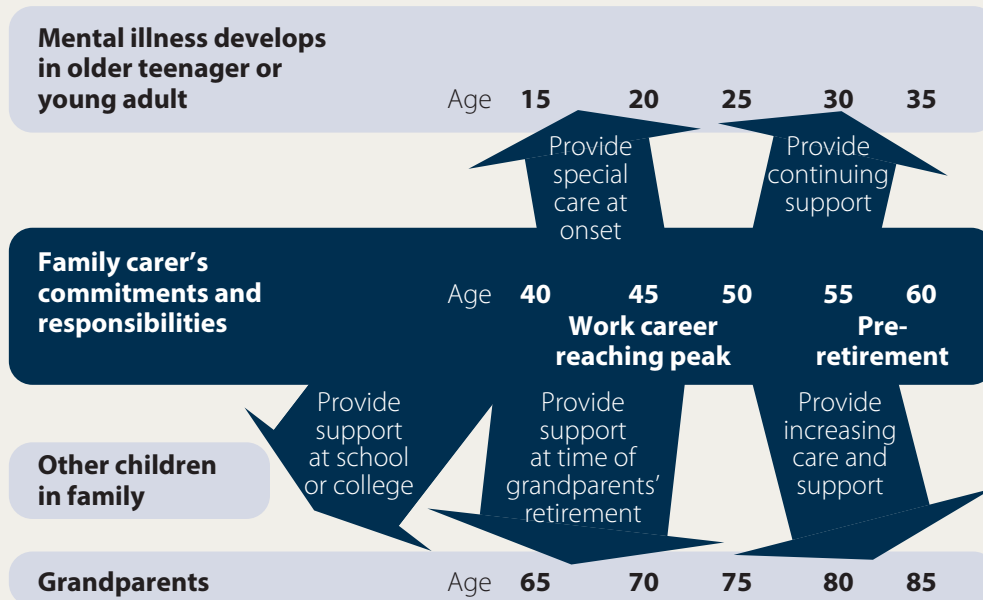 Mental illness develops
in older teenager or
young adult
Age 15 20 25 30 35
Provide
special
care at
onset
Provide
continuing
support
Family carer’s
commitments and
responsibilities
Age 40 45 50 55 60
Work career
reaching peak
Pre-
retirement
Provide
support
at school
or college
Provide
support
at time of
grandparents’
retirement
Provide
increasing
care and
support
Other children
in family
Grandparents
Age 65 70 75 80 85